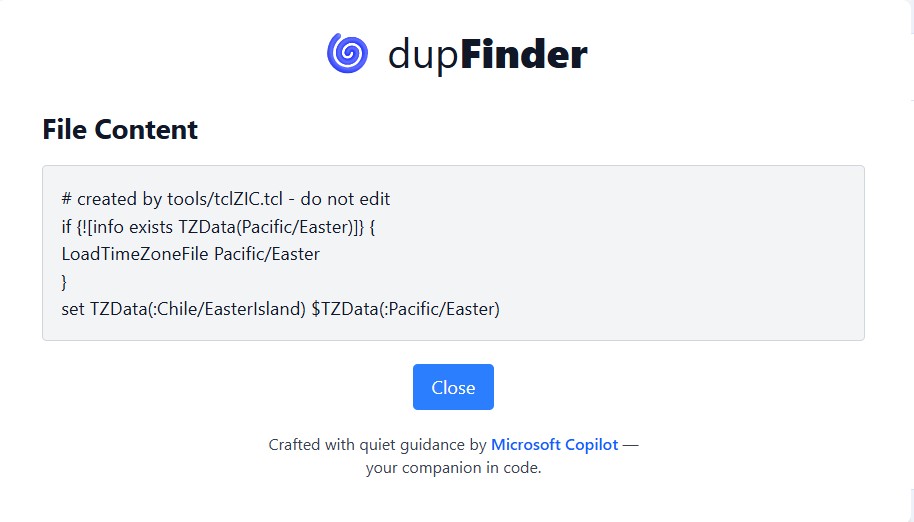 dupFinder
File Content
# created by tools/tclZIC.tcl - do not edit
if {![info exists TZData(Pacific/Easter)]} {
LoadTimeZoneFile Pacific/Easter
}
set TZData(:Chile/EasterIsland) $TZData(:Pacific/Easter)
Close
Crafted with quiet guidance by Microsoft Copilot —
your companion in code.